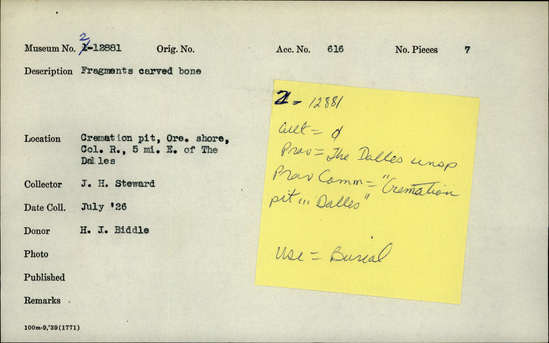 Museum No. 2-12881 Orig. No. Acc. No. 616 No. Pieces 7
Description Fragments carved bone
Location Cremation pit, Ore. shore,
Col. R., 5 mi. E. of The
Dalles
Collector J. H. Steward
Date Coll. July '26
Donor H. J. Biddle
Photo
Published
Remarks
100m-9,'39(1771)
2-12881
Cult =
Prov = The Dalles unsp
Prov Comm = "Cremation
pit... Dalles"
Use = Burial